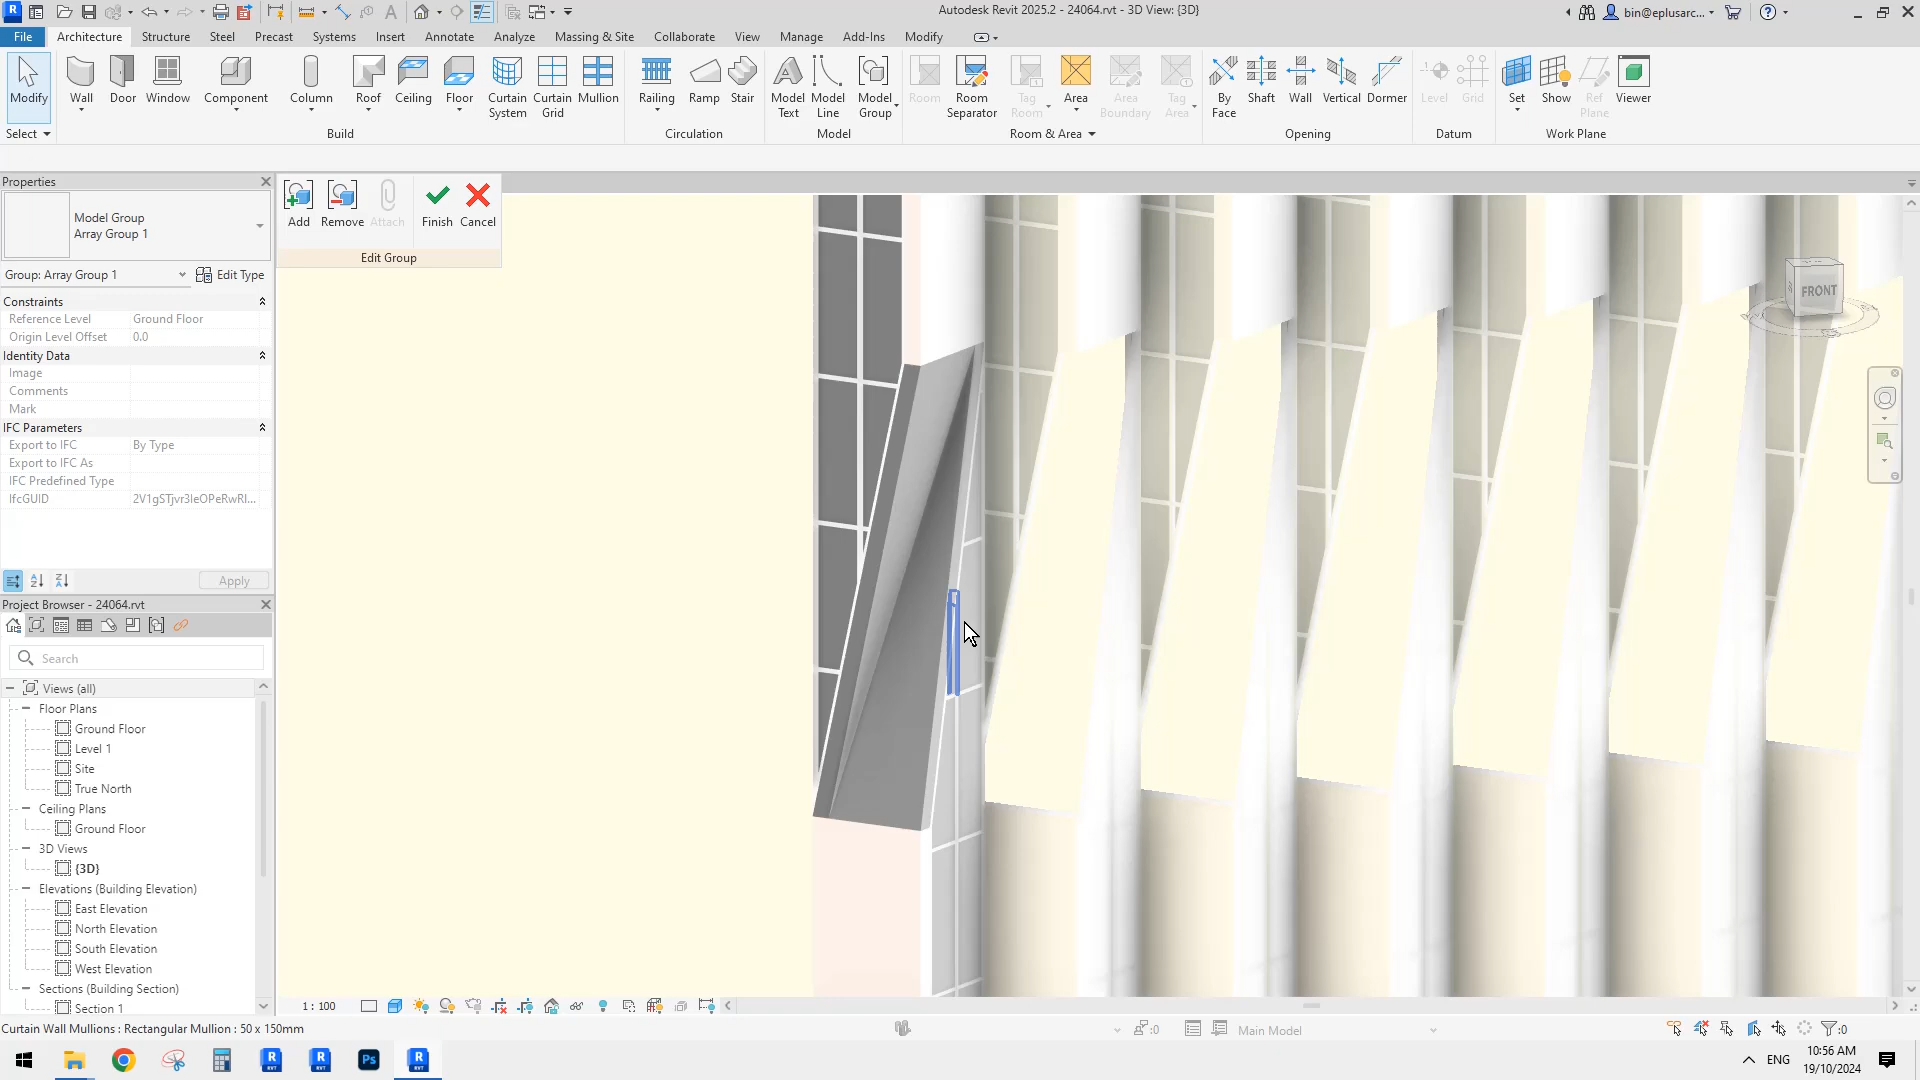 Autodesk Revit 2025.2 - 24064.rvt - 3D View: {3D}
bin@eplusarc...
File
Architecture
Structure
Steel
Precast
Systems
Insert
Annotate
Analyze
Massing & Site
Collaborate
View
Manage
Add-Ins
Modify
Modify
Wall
Door
Window
Component
Column
Roof
Ceiling
Floor
Curtain System
Curtain Grid
Mullion
Railing
Ramp
Stair
Model Text
Model Line
Model Group
Room
Room Separator
Tag Room
Area
Area Boundary
Tag Area
By Face
Shaft
Wall
Vertical
Dormer
Level
Grid
Set
Show
Ref Plane
Viewer
Select
Build
Circulation
Model
Room & Area
Opening
Datum
Work Plane
Properties
Model Group
Array Group 1
Group: Array Group 1
Edit Type
Constraints
Reference Level Ground Floor
Origin Level Offset 0.0
Identity Data
Image
Comments
Mark
IFC Parameters
Export to IFC By Type
Export to IFC As
IFC Predefined Type
IfcGUID
Apply
Add
Remove
Attach
Finish
Cancel
Edit Group
FRONT
Project Browser - 24064.rvt
Search
Views (all)
Floor Plans
Ground Floor
Level 1
Site
True North
Ceiling Plans
Ground Floor
3D Views
{3D}
Elevations (Building Elevation)
East Elevation
North Elevation
South Elevation
West Elevation
Sections (Building Section)
Section 1
1 : 100
Curtain Wall Mullions : Rectangular Mullion : 50 x 150mm
:0
Main Model
:0
Ps
ENG
10:56 AM
19/10/2024